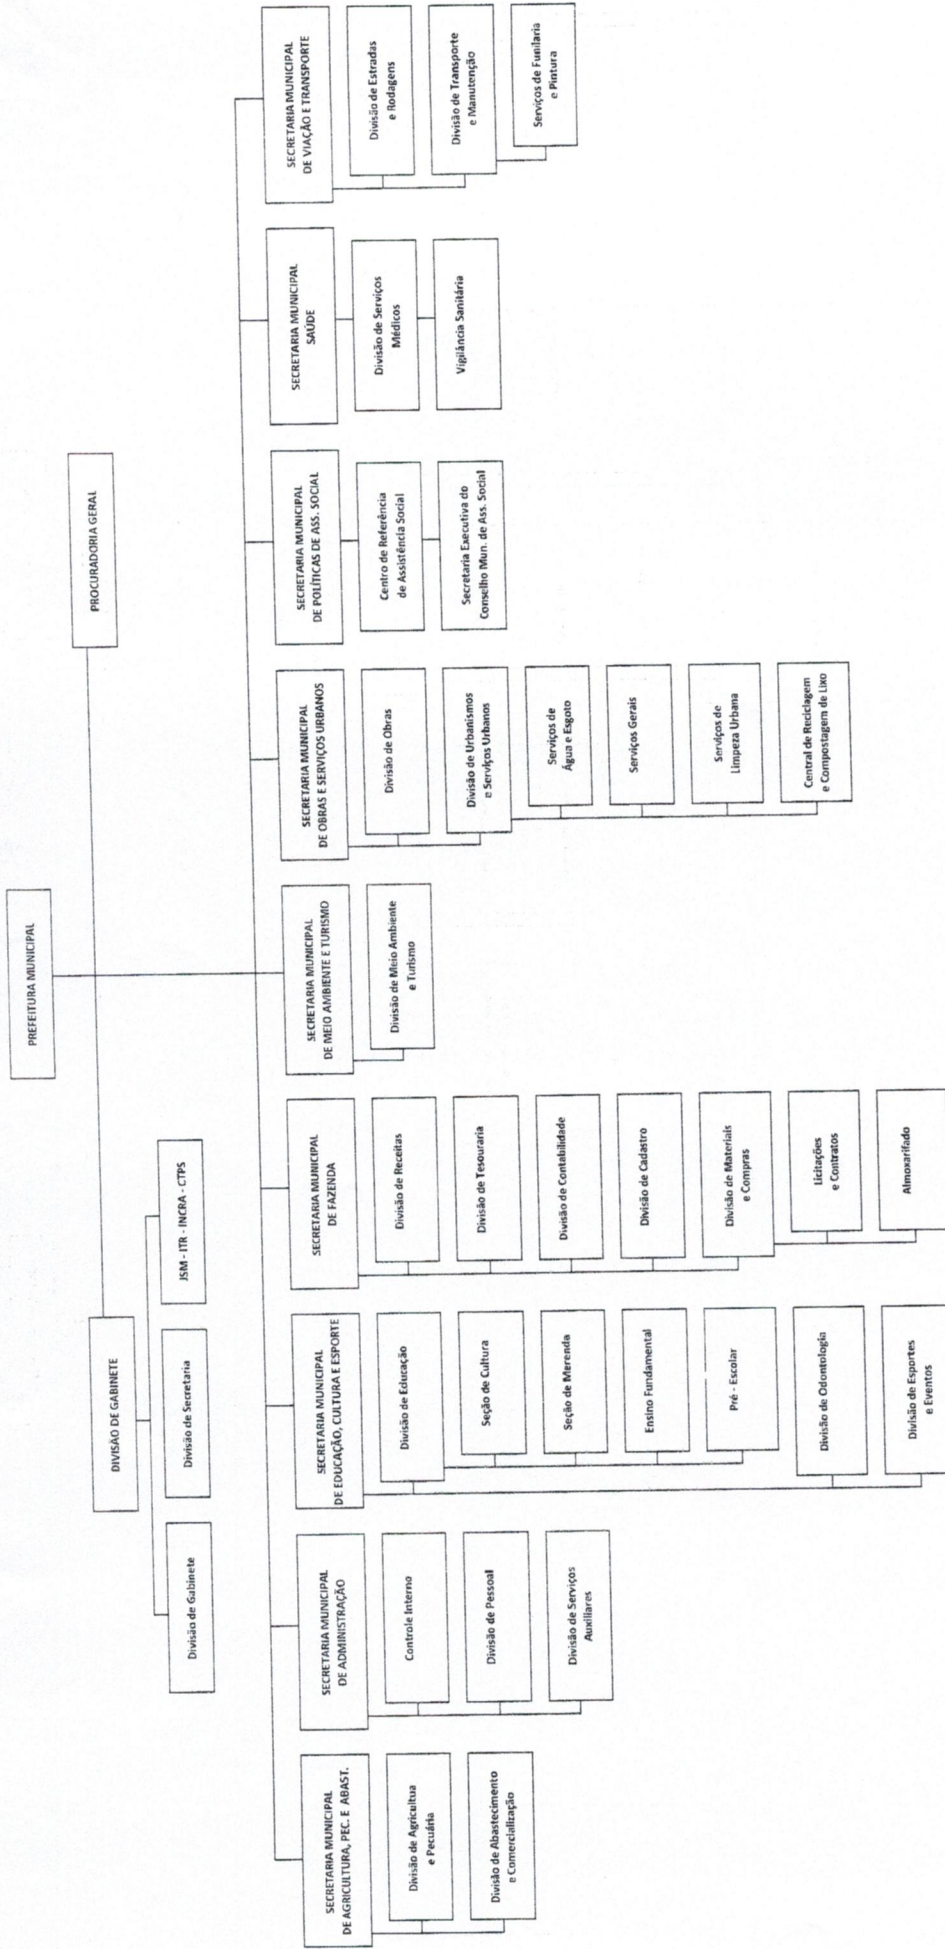 PREFEITURA MUNICIPAL
DIVISÃO DE GABINETE
PROCURADORIA GERAL
Divisão de Gabinete
Divisão de Secretaria
JSM - ITR - INCRA - CTPS
SECRETARIA MUNICIPAL
DE AGRICULTURA, PEC. E ABAST.
Divisão de Agricultua
e Pecuária
Divisão de Abastecimento
e Comercialização
SECRETARIA MUNICIPAL
DE ADMINISTRAÇÃO
Controle Interno
Divisão de Pessoal
Divisão de Serviços
Auxiliares
SECRETARIA MUNICIPAL
DE EDUCAÇÃO, CULTURA E ESPORTE
Divisão de Educação
Seção de Cultura
Seção de Merenda
Ensino Fundamental
Pré - Escolar
Divisão de Odontologia
Divisão de Esportes
e Eventos
SECRETARIA MUNICIPAL
DE FAZENDA
Divisão de Receitas
Divisão de Tesouraria
Divisão de Contabilidade
Divisão de Cadastro
Divisão de Materiais
e Compras
Licitações
e Contratos
Almoxarifado
SECRETARIA MUNICIPAL
DE MEIO AMBIENTE E TURISMO
Divisão de Meio Ambiente
e Turismo
SECRETARIA MUNICIPAL
DE OBRAS E SERVIÇOS URBANOS
Divisão de Obras
Divisão de Urbanismos
e Serviços Urbanos
Serviços de
Água e Esgoto
Serviços Gerais
Serviços de
Limpeza Urbana
Central de Reciclagem
e Compostagem de Lixo
SECRETARIA MUNICIPAL
DE POLÍTICAS DE ASS. SOCIAL
Centro de Referência
de Assistência Social
Secretaria Executiva do
Conselho Mun. de Ass. Social
SECRETARIA MUNICIPAL
SAÚDE
Divisão de Serviços
Médicos
Vigilância Sanitária
SECRETARIA MUNICIPAL
DE VIAÇÃO E TRANSPORTE
Divisão de Estradas
e Rodagens
Divisão de Transporte
e Manutenção
Serviços de Funilaria
e Pintura